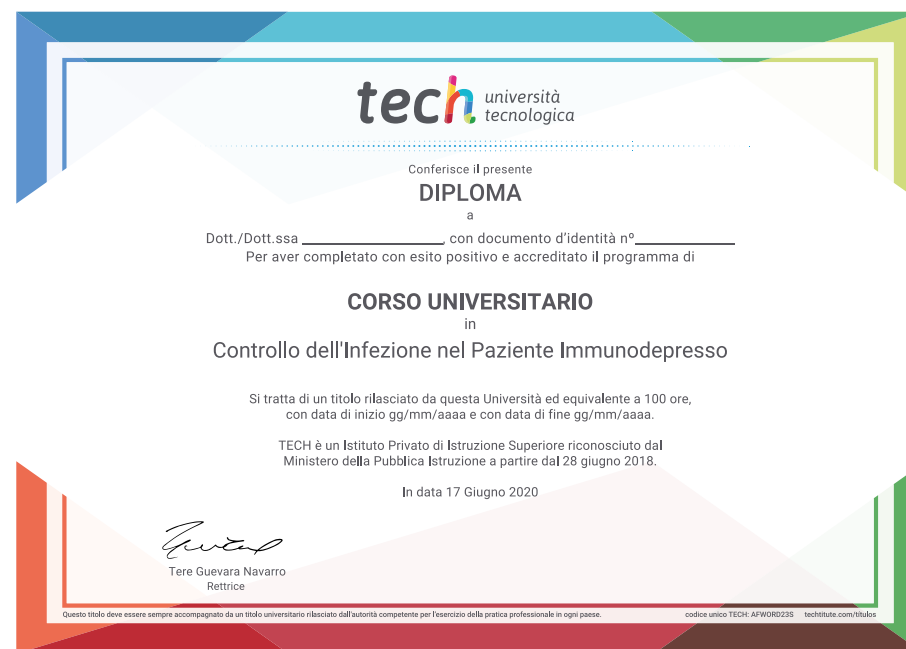 tech università
tecnologica
Conferisce il presente
DIPLOMA
a
Dott./Dott.ssa ____________________, con documento d'identità nº______________
Per aver completato con esito positivo e accreditato il programma di
CORSO UNIVERSITARIO
in
Controllo dell'Infezione nel Paziente Immunodepresso
Si tratta di un titolo rilasciato da questa Università ed equivalente a 100 ore,
con data di inizio gg/mm/aaaa e con data di fine gg/mm/aaaa.
TECH è un Istituto Privato di Istruzione Superiore riconosciuto dal
Ministero della Pubblica Istruzione a partire dal 28 giugno 2018.
In data 17 Giugno 2020
Tere Guevara Navarro
Rettrice
Questo titolo deve essere sempre accompagnato da un titolo universitario rilasciato dall'autorità competente per l'esercizio della pratica professionale in ogni paese. codice unico TECH: AFWORD23S techtitute.com/titulos